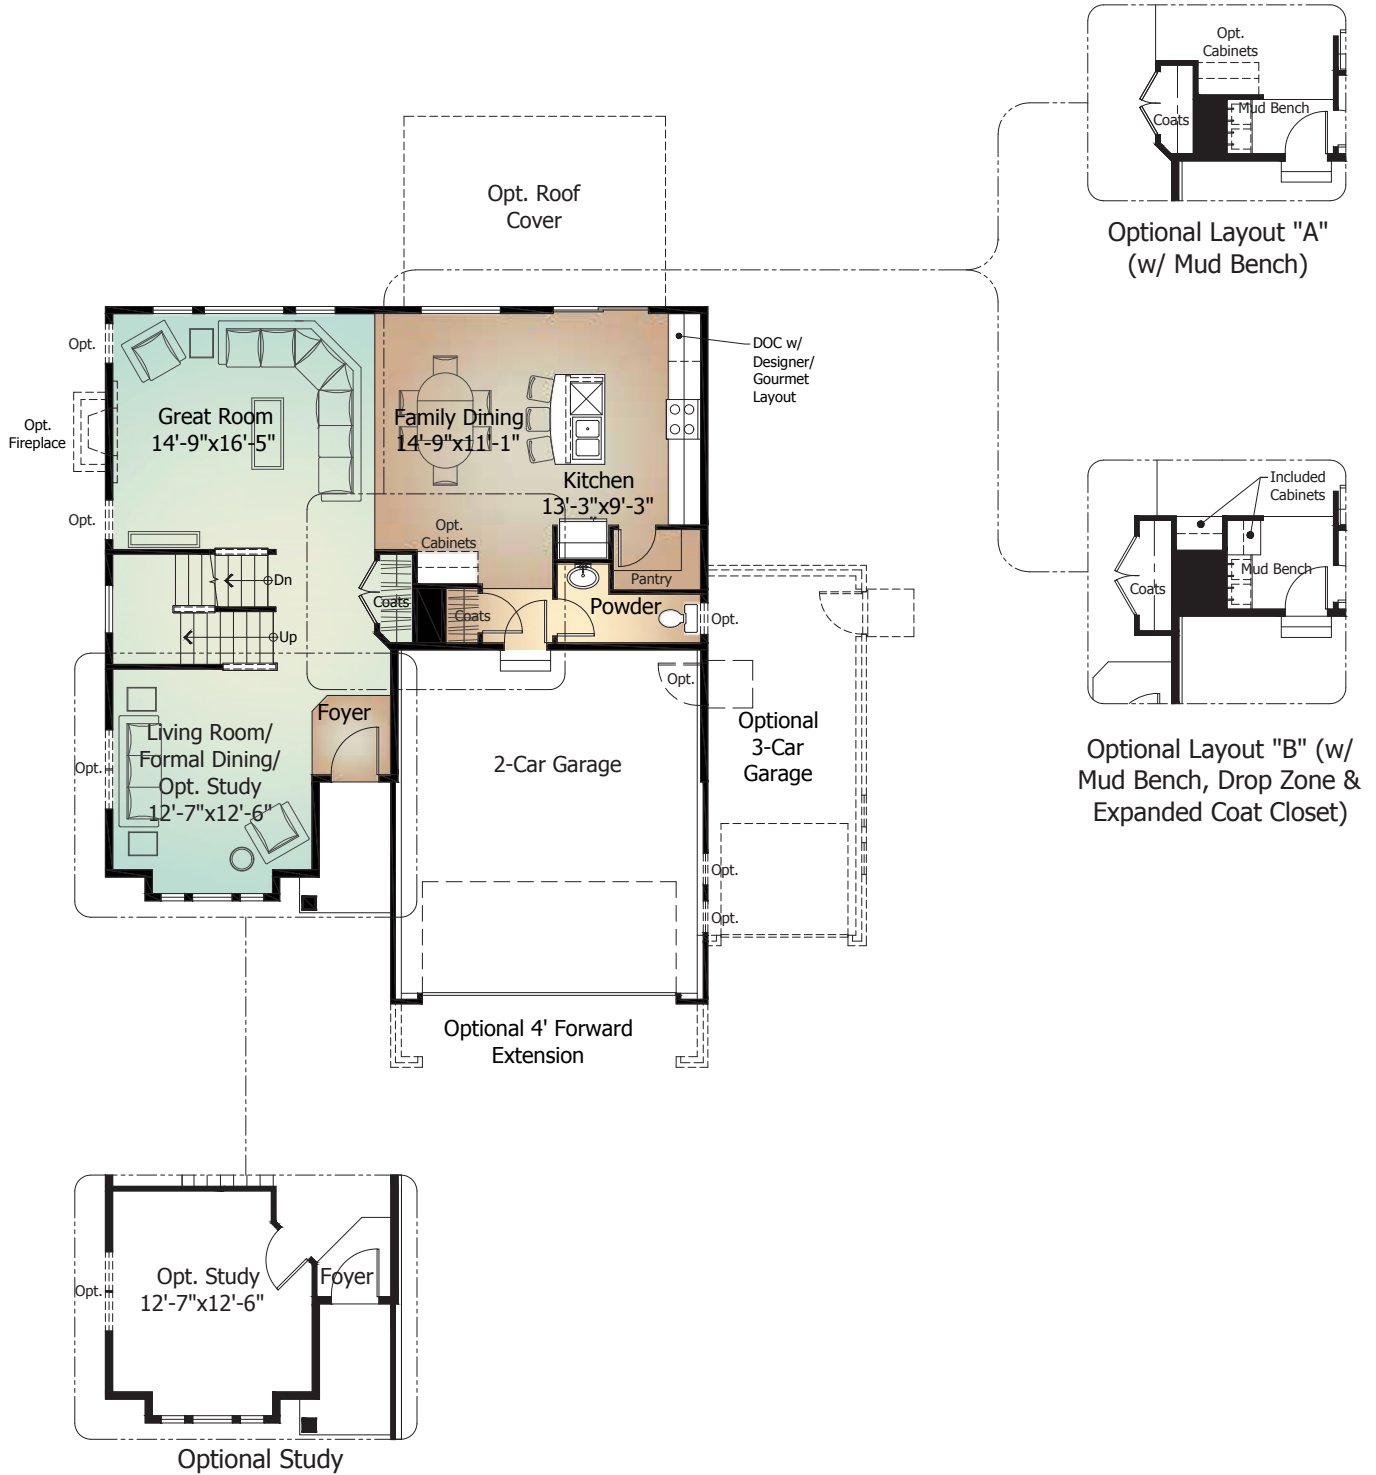 Opt.
Cabinets
Mud Bench
Coats
Optional Layout "A"
(w/ Mud Bench)
Opt. Roof
Cover
Opt.
DOC w/
Designer/
Gourmet
Layout
Great Room
14'-9"x16'-5"
Family Dining
14'-9"x11'-1"
Opt.
Fireplace
Kitchen
13'-3"x9'-3"
Opt.
Opt.
Cabinets
Pantry
Dn
Coats
Coats
Powder
Opt.
Up
Included
Cabinets
Mud Bench
Coats
Optional Layout "B" (w/
Mud Bench, Drop Zone &
Expanded Coat Closet)
Opt.
Foyer
Living Room/
Formal Dining/
Opt. Study
12'-7"x12'-6"
Opt.
2-Car Garage
Optional
3-Car
Garage
Opt.
Opt.
Optional 4' Forward
Extension
Opt. Study
12'-7"x12'-6"
Foyer
Opt.
Optional Study